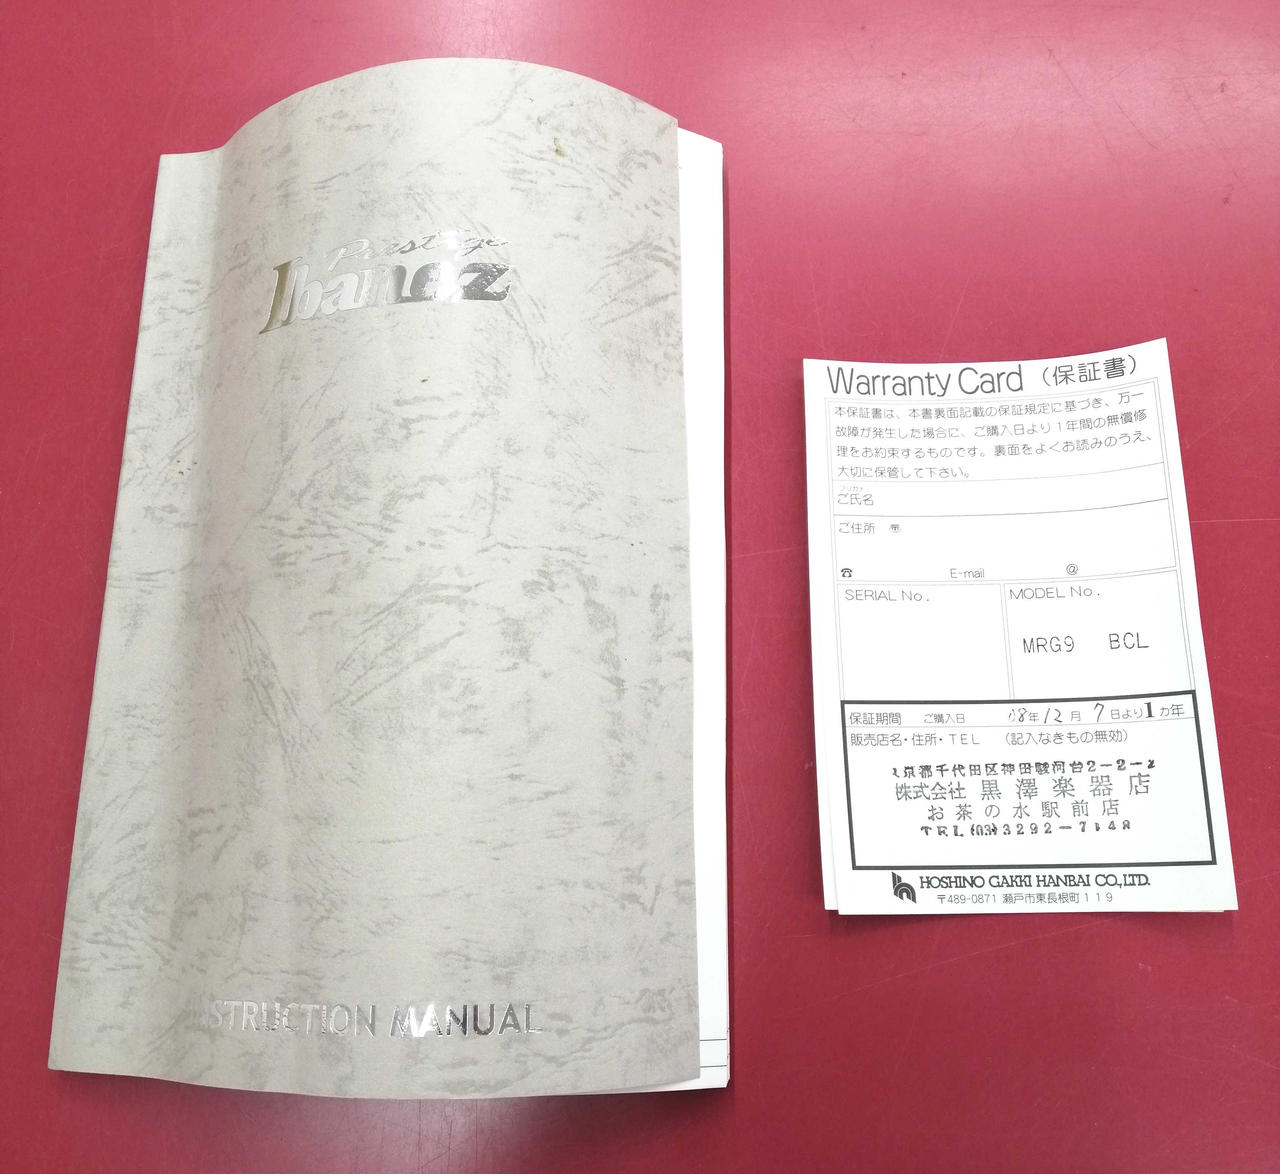 Prestige
Ibanez
INSTRUCTION MANUAL
Warranty Card（保証書）
本保証書は、本書裏面記載の保証規定に基づき、万一
故障が発生した場合に、ご購入日より1年間の無償修
理をお約束するものです。裏面をよくお読みのうえ、
大切に保管して下さい。
フリガナ
ご氏名
ご住所 〠
☎ E-mail @
SERIAL No.
MODEL No.
MRG9 BCL
保証期間 ご購入日 '08年12月7日より1カ年
販売店名・住所・TEL （記入なきもの無効）
京都千代田区神田駿河台2-2-2
株式会社 黒澤楽器店
お茶の水駅前店
TEL (03)3292-7148
HOSHINO GAKKI HANBAI CO.,LTD.
〒489-0871 瀬戸市東長根町119